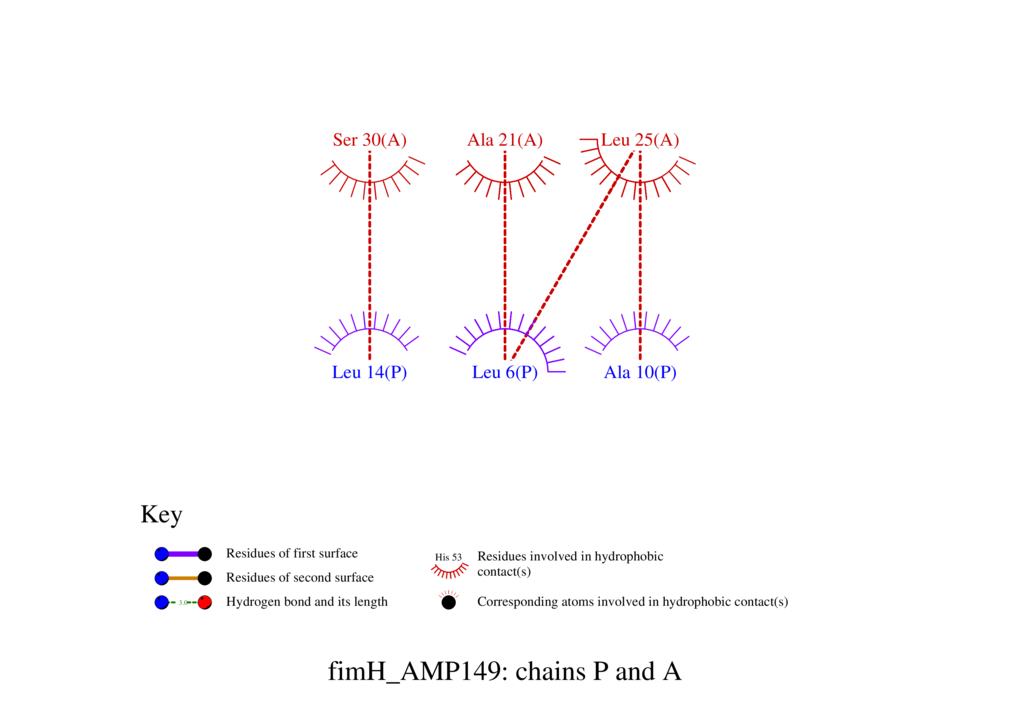 Ser 30(A)
Ala 21(A)
Leu 25(A)
Leu 14(P)
Leu 6(P)
Ala 10(P)
Key
Residues of first surface
Residues of second surface
3.0
Hydrogen bond and its length
His 53
Residues involved in hydrophobic
contact(s)
Corresponding atoms involved in hydrophobic contact(s)
fimH_AMP149: chains P and A